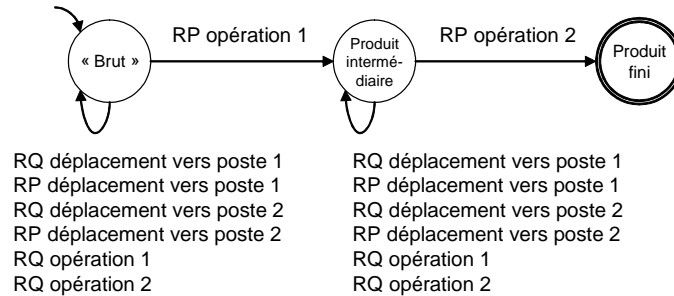 RP opération 1
RP opération 2
« Brut »
Produit
intermé-
diaire
Produit
fini
RQ déplacement vers poste 1
RP déplacement vers poste 1
RQ déplacement vers poste 2
RP déplacement vers poste 2
RQ opération 1
RQ opération 2
RQ déplacement vers poste 1
RP déplacement vers poste 1
RQ déplacement vers poste 2
RP déplacement vers poste 2
RQ opération 1
RQ opération 2